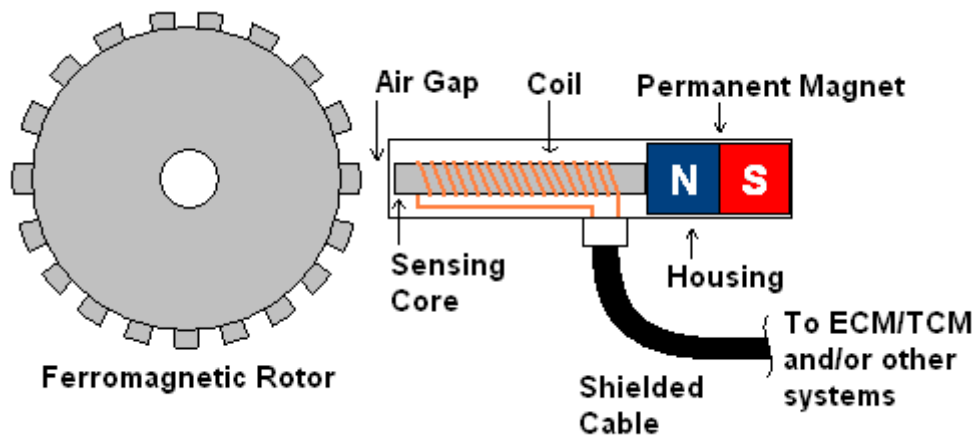 Air Gap
Coil
Permanent Magnet
N
S
Sensing
Core
Housing
To ECM/TCM
and/or other
systems
Ferromagnetic Rotor
Shielded
Cable